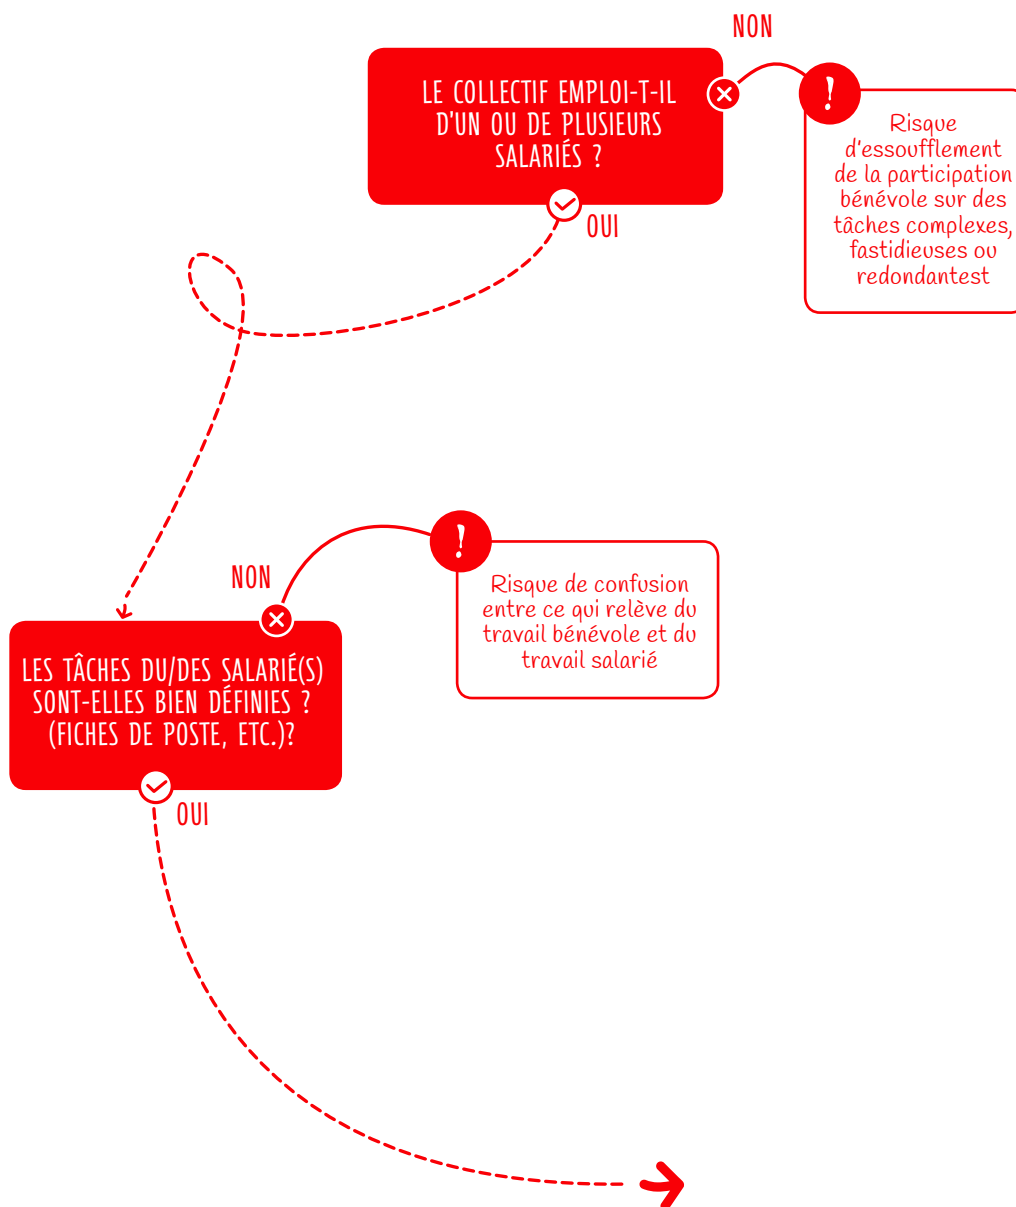 NON
LE COLLECTIF EMPLOI-T-IL
D'UN OU DE PLUSIEURS
SALARIÉS ?
OUI
!
Risque
d'essoufflement
de la participation
bénévole sur des
tâches complexes,
fastidieuses ou
redondantest
NON
!
Risque de confusion
entre ce qui relève du
travail bénévole et du
travail salarié
LES TÂCHES DU/DES SALARIÉ(S)
SONT-ELLES BIEN DÉFINIES ?
(FICHES DE POSTE, ETC.)?
OUI